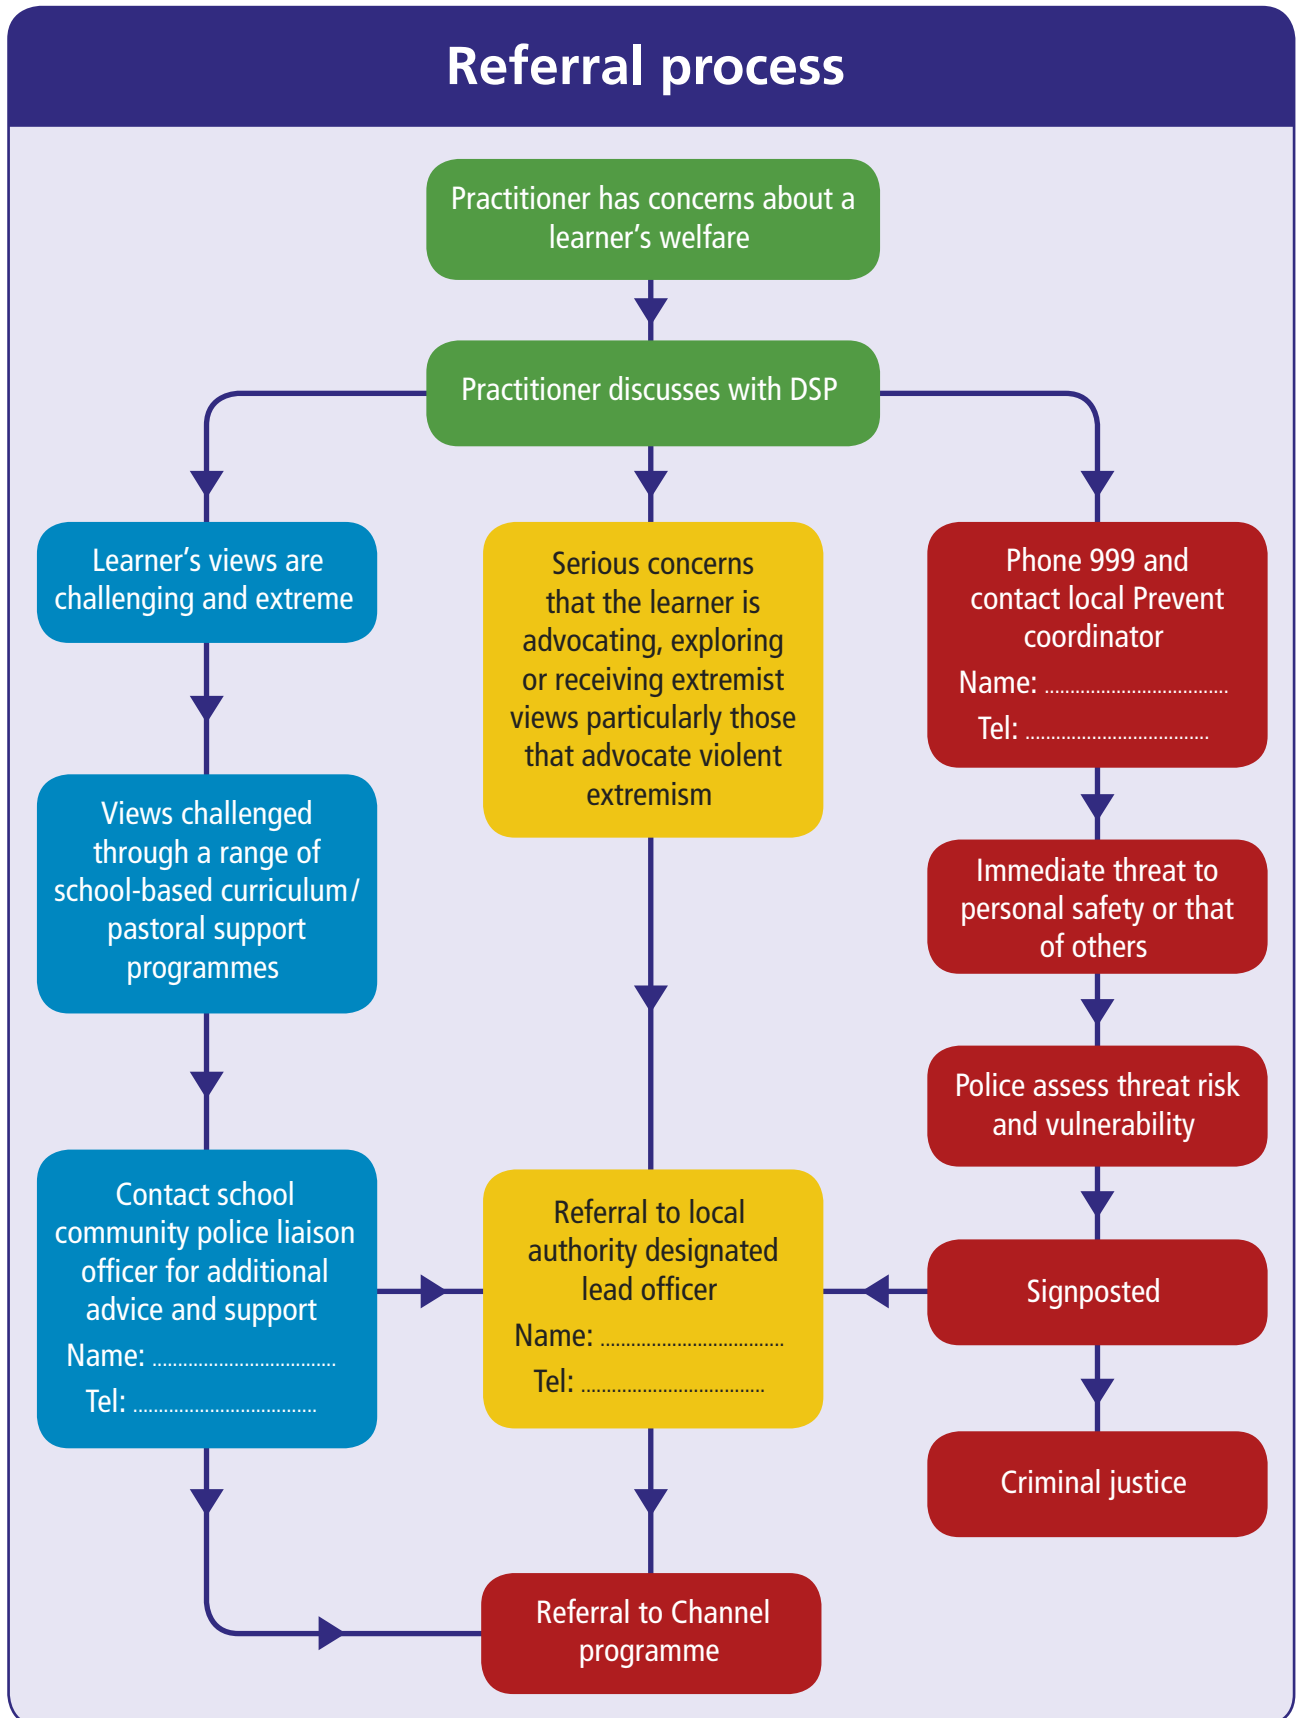 Referral process
Practitioner has concerns about a
learner’s welfare
Practitioner discusses with DSP
Learner’s views are
challenging and extreme
Views challenged
through a range of
school-based curriculum/
pastoral support
programmes
Contact school
community police liaison
officer for additional
advice and support
Name: ....................................
Tel: ....................................
Serious concerns
that the learner is
advocating, exploring
or receiving extremist
views particularly those
that advocate violent
extremism
Referral to local
authority designated
lead officer
Name: ....................................
Tel: ....................................
Phone 999 and
contact local Prevent
coordinator
Name: ....................................
Tel: ....................................
Immediate threat to
personal safety or that
of others
Police assess threat risk
and vulnerability
Signposted
Criminal justice
Referral to Channel
programme